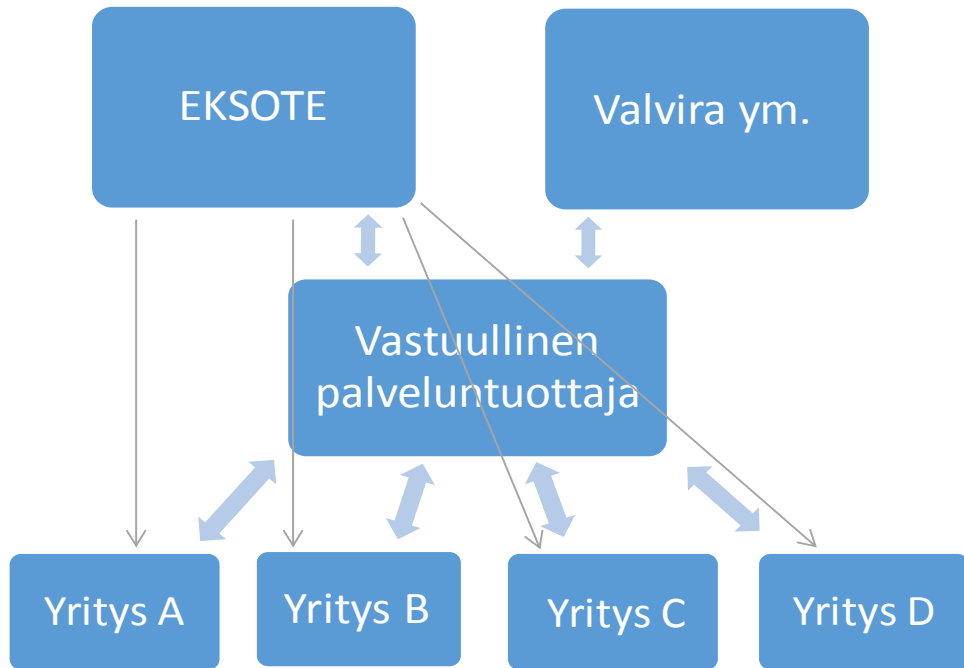 EKSOTE
Valvira ym.
Vastuullinen
palveluntuottaja
Yritys A
Yritys B
Yritys C
Yritys D